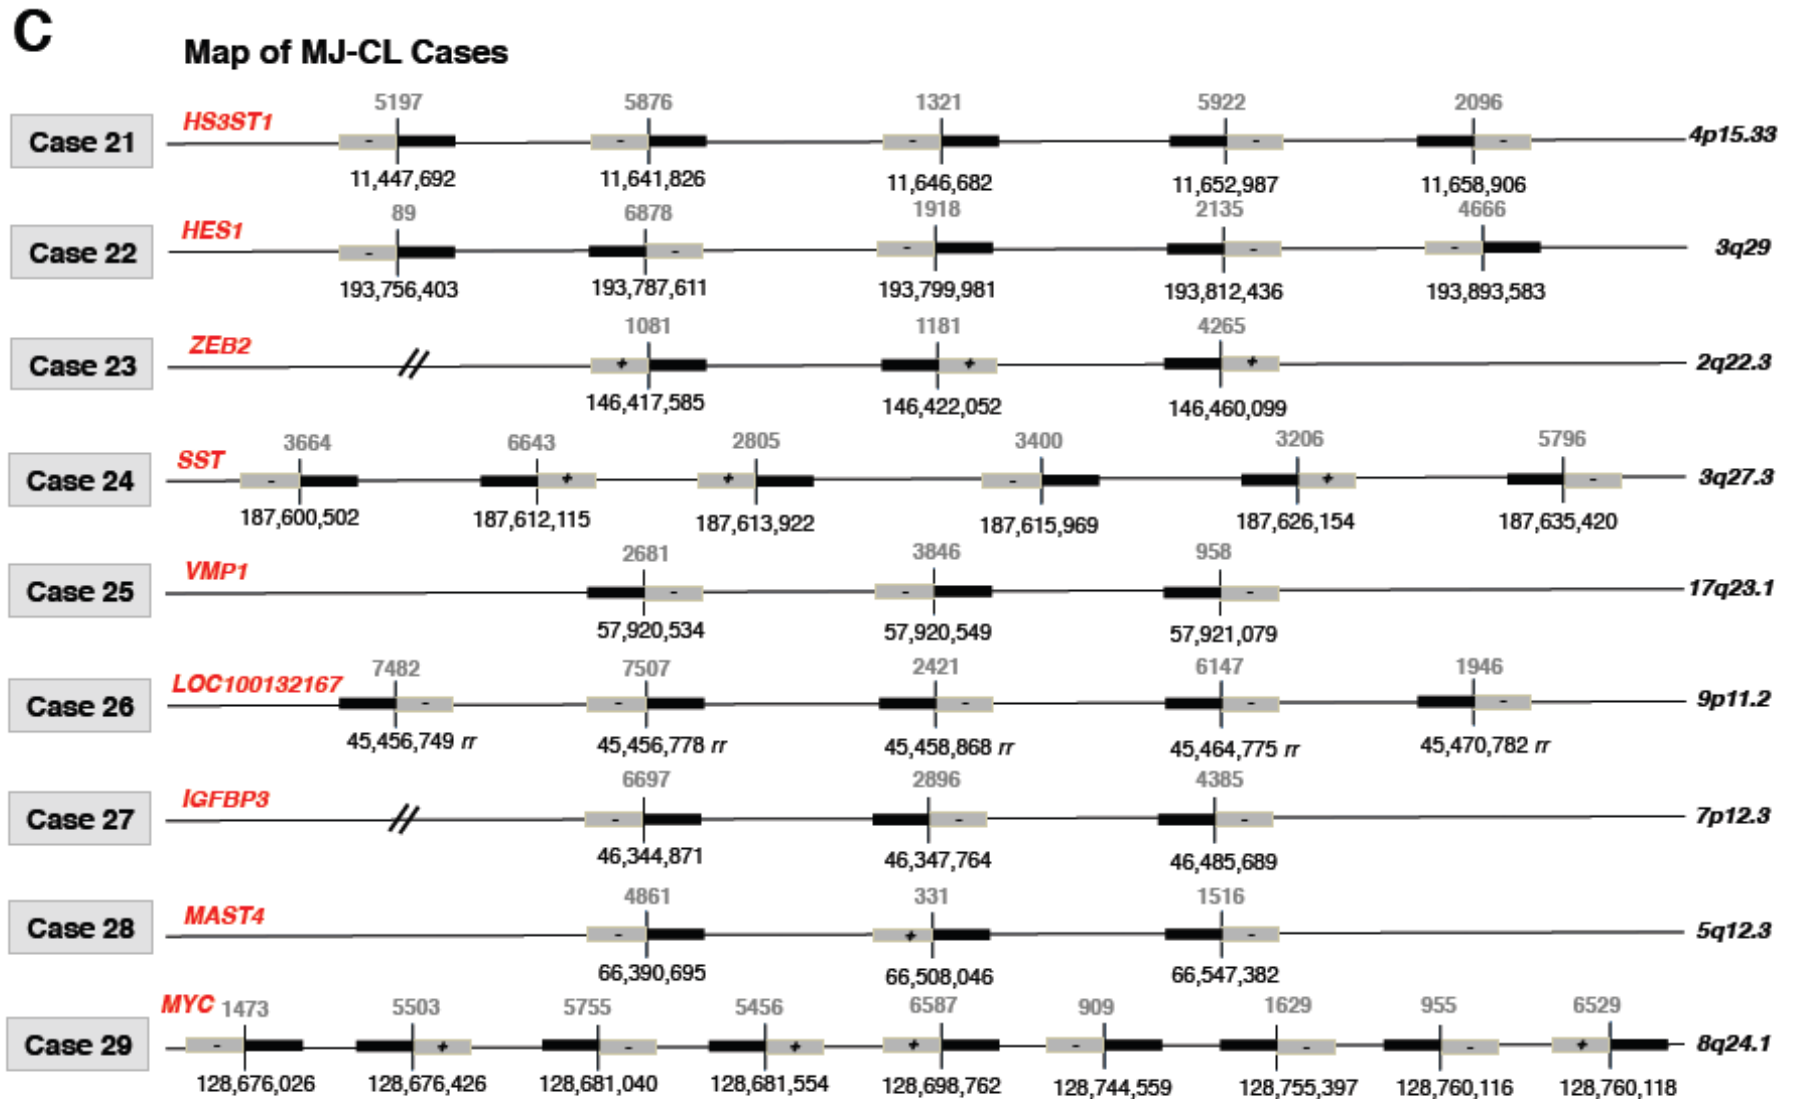 C
Map of MJ-CL Cases
5197 5876 1321 5922 2096
Case 21 HS3ST1 - - - - - 4p15.33
11,447,692 11,641,826 11,646,682 11,652,987 11,658,906
89 6878 1918 2135 4666
Case 22 HES1 - - - - - 3q29
193,756,403 193,787,611 193,799,981 193,812,436 193,893,583
1081 1181 4265
Case 23 ZEB2 // + + + 2q22.3
146,417,585 146,422,052 146,460,099
3664 6643 2805 3400 3206 5796
Case 24 SST - + + - + - 3q27.3
187,600,502 187,612,115 187,613,922 187,615,969 187,626,154 187,635,420
2681 3846 958
Case 25 VMP1 - - - 17q23.1
57,920,534 57,920,549 57,921,079
7482 7507 2421 6147 1946
Case 26 LOC100132167 - - - - - 9p11.2
45,456,749 rr 45,456,778 rr 45,458,868 rr 45,464,775 rr 45,470,782 rr
6697 2896 4385
Case 27 IGFBP3 // - - - 7p12.3
46,344,871 46,347,764 46,485,689
4861 331 1516
Case 28 MAST4 - + - 5q12.3
66,390,695 66,508,046 66,547,382
MYC 1473 5503 5755 5456 6587 909 1629 955 6529
Case 29 - + - + + - - - + 8q24.1
128,676,026 128,676,426 128,681,040 128,681,554 128,698,762 128,744,559 128,755,397 128,760,116 128,760,118